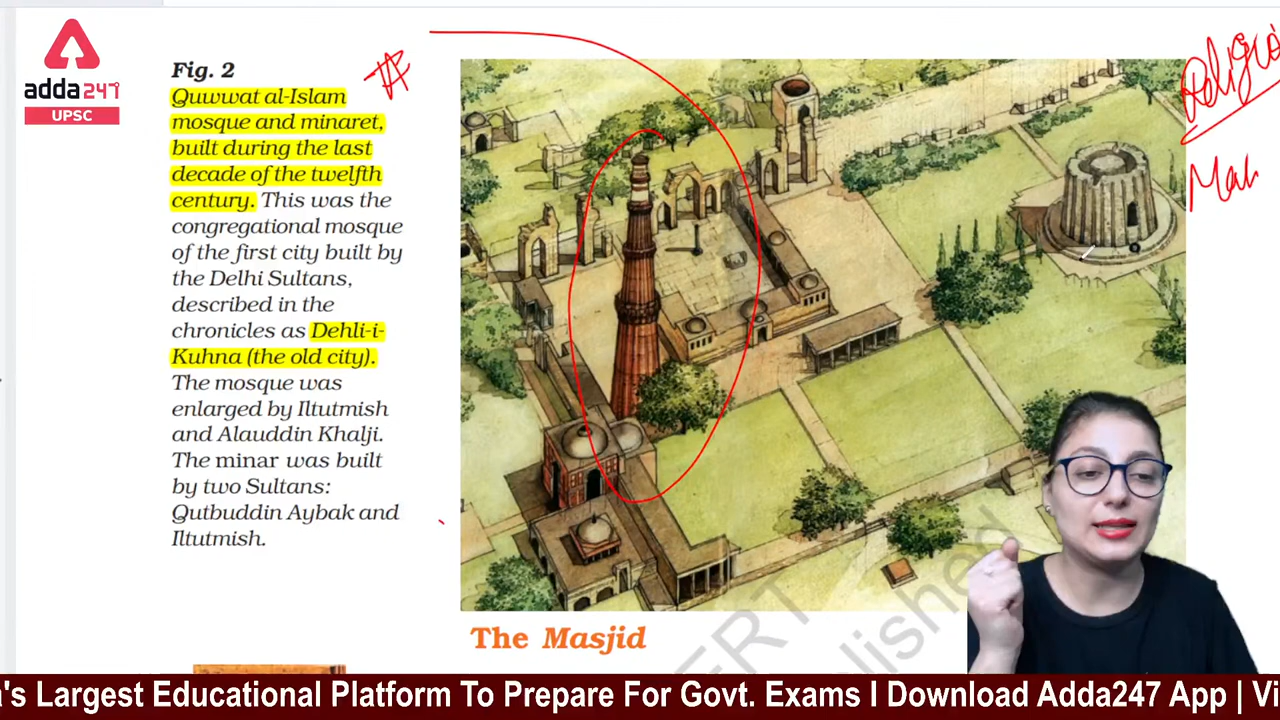 adda247
UPSC
Fig. 2
Quwwat al-Islam
mosque and minaret,
built during the last
decade of the twelfth
century. This was the
congregational mosque
of the first city built by
the Delhi Sultans,
described in the
chronicles as Dehli-i-
Kuhna (the old city).
The mosque was
enlarged by Iltutmish
and Alauddin Khalji.
The minar was built
by two Sultans:
Qutbuddin Aybak and
Iltutmish.
Religio
The Masjid
's Largest Educational Platform To Prepare For Govt. Exams I Download Adda247 App | Vi